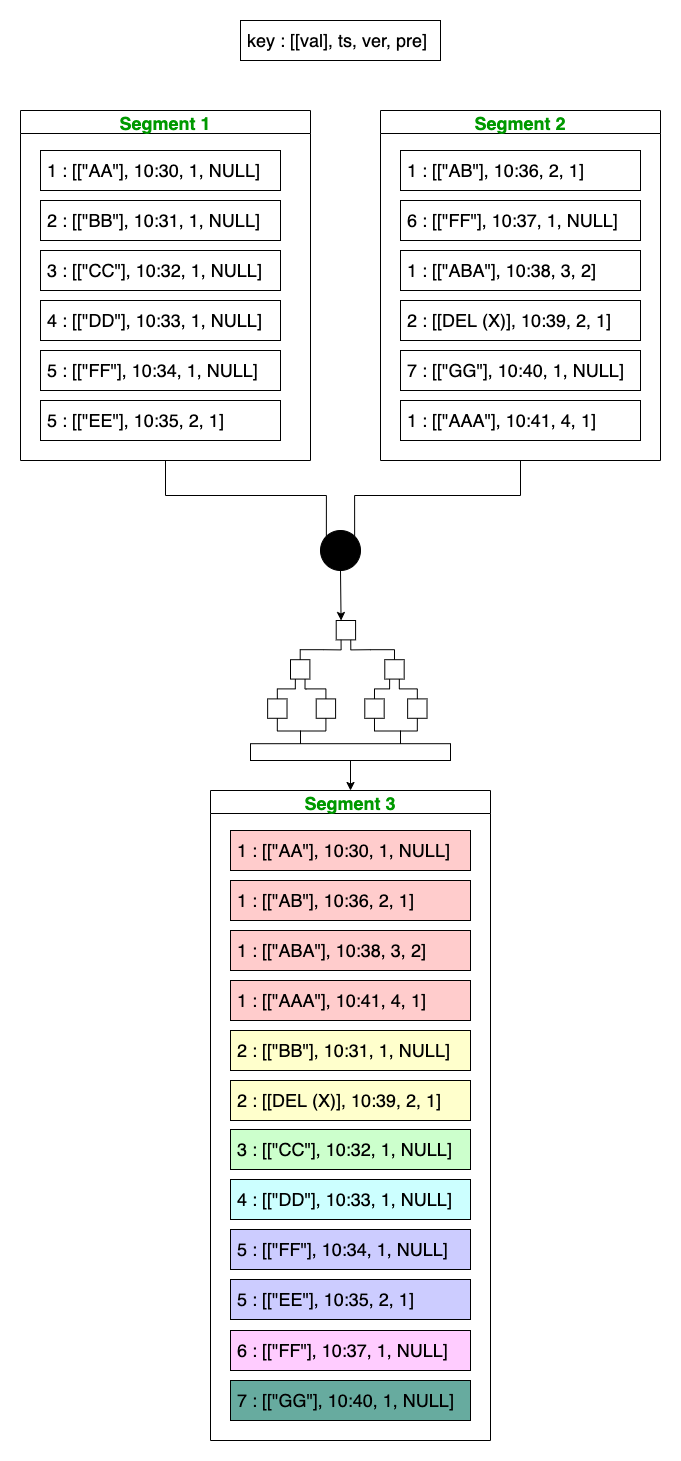 key : [[val], ts, ver, pre]
Segment 1
1 : [["AA"], 10:30, 1, NULL]
2 : [["BB"], 10:31, 1, NULL]
3 : [["CC"], 10:32, 1, NULL]
4 : [["DD"], 10:33, 1, NULL]
5 : [["FF"], 10:34, 1, NULL]
5 : [["EE"], 10:35, 2, 1]
Segment 2
1 : [["AB"], 10:36, 2, 1]
6 : [["FF"], 10:37, 1, NULL]
1 : [["ABA"], 10:38, 3, 2]
2 : [[DEL (X)], 10:39, 2, 1]
7 : [["GG"], 10:40, 1, NULL]
1 : [["AAA"], 10:41, 4, 1]
Segment 3
1 : [["AA"], 10:30, 1, NULL]
1 : [["AB"], 10:36, 2, 1]
1 : [["ABA"], 10:38, 3, 2]
1 : [["AAA"], 10:41, 4, 1]
2 : [["BB"], 10:31, 1, NULL]
2 : [[DEL (X)], 10:39, 2, 1]
3 : [["CC"], 10:32, 1, NULL]
4 : [["DD"], 10:33, 1, NULL]
5 : [["FF"], 10:34, 1, NULL]
5 : [["EE"], 10:35, 2, 1]
6 : [["FF"], 10:37, 1, NULL]
7 : [["GG"], 10:40, 1, NULL]